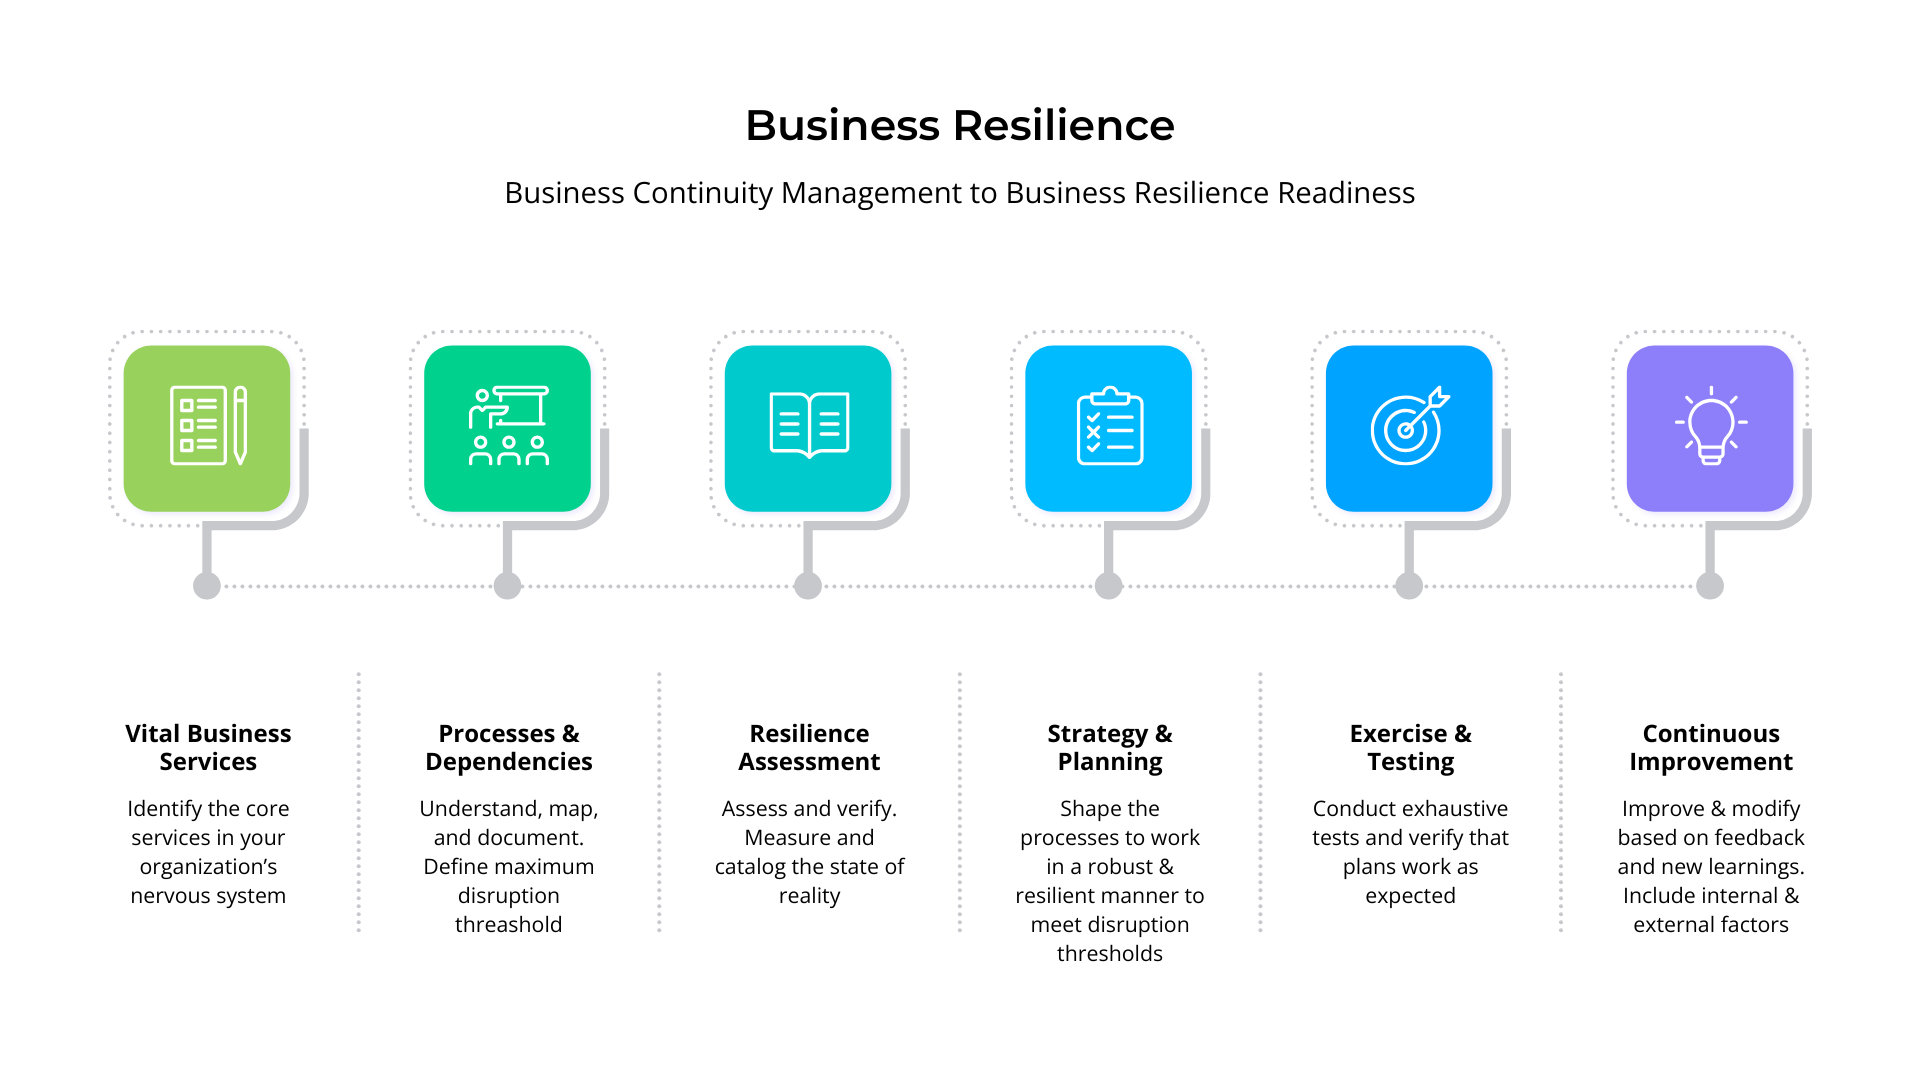 Business Resilience
Business Continuity Management to Business Resilience Readiness
Vital Business
Services
Identify the core
services in your
organization’s
nervous system
Processes &
Dependencies
Understand, map,
and document.
Define maximum
disruption
threashold
Resilience
Assessment
Assess and verify.
Measure and
catalog the state of
reality
Strategy &
Planning
Shape the
processes to work
in a robust &
resilient manner to
meet disruption
thresholds
Exercise &
Testing
Conduct exhaustive
tests and verify that
plans work as
expected
Continuous
Improvement
Improve & modify
based on feedback
and new learnings.
Include internal &
external factors